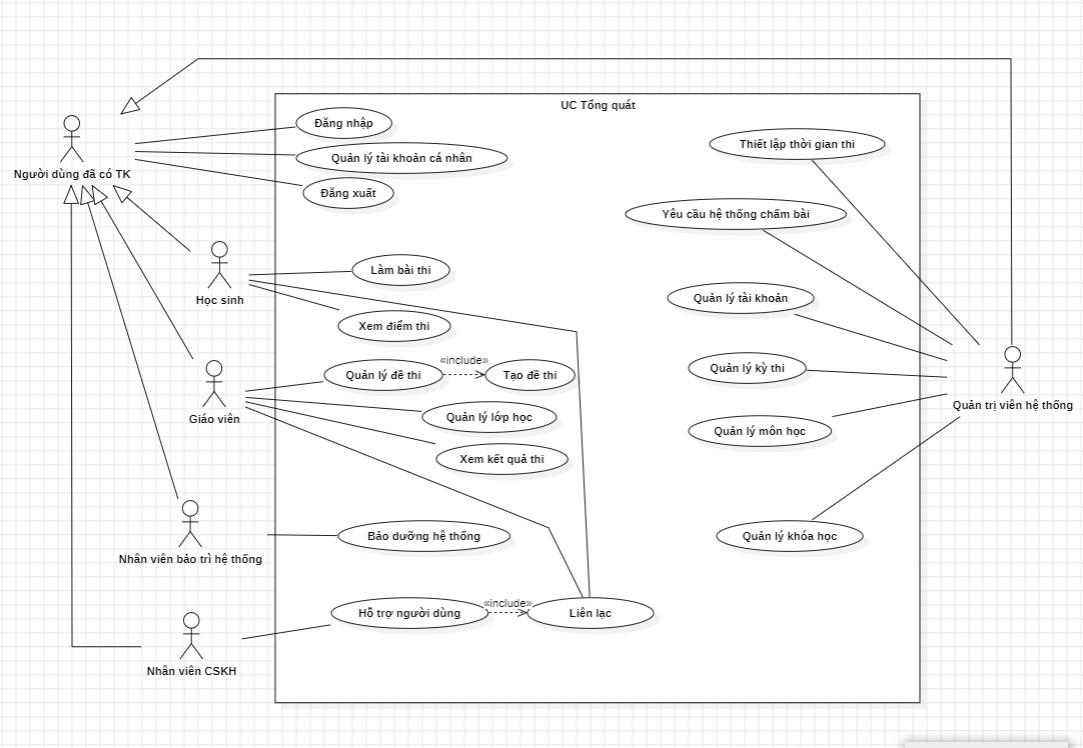 UC Tổng quát
Đăng nhập
Thiết lập thời gian thi
Quản lý tài khoản cá nhân
Người dùng đã có TK
Đăng xuất
Yêu cầu hệ thống chấm bài
Làm bài thi
Học sinh
Quản lý tài khoản
Xem điểm thi
«include»
Quản lý đề thi
Tạo đề thi
Quản lý kỳ thi
Quản trị viên hệ thống
Giáo viên
Quản lý lớp học
Quản lý môn học
Xem kết quả thi
Bảo dưỡng hệ thống
Quản lý khóa học
Nhân viên bảo trì hệ thống
«include»
Hỗ trợ người dùng
Liên lạc
Nhân viên CSKH